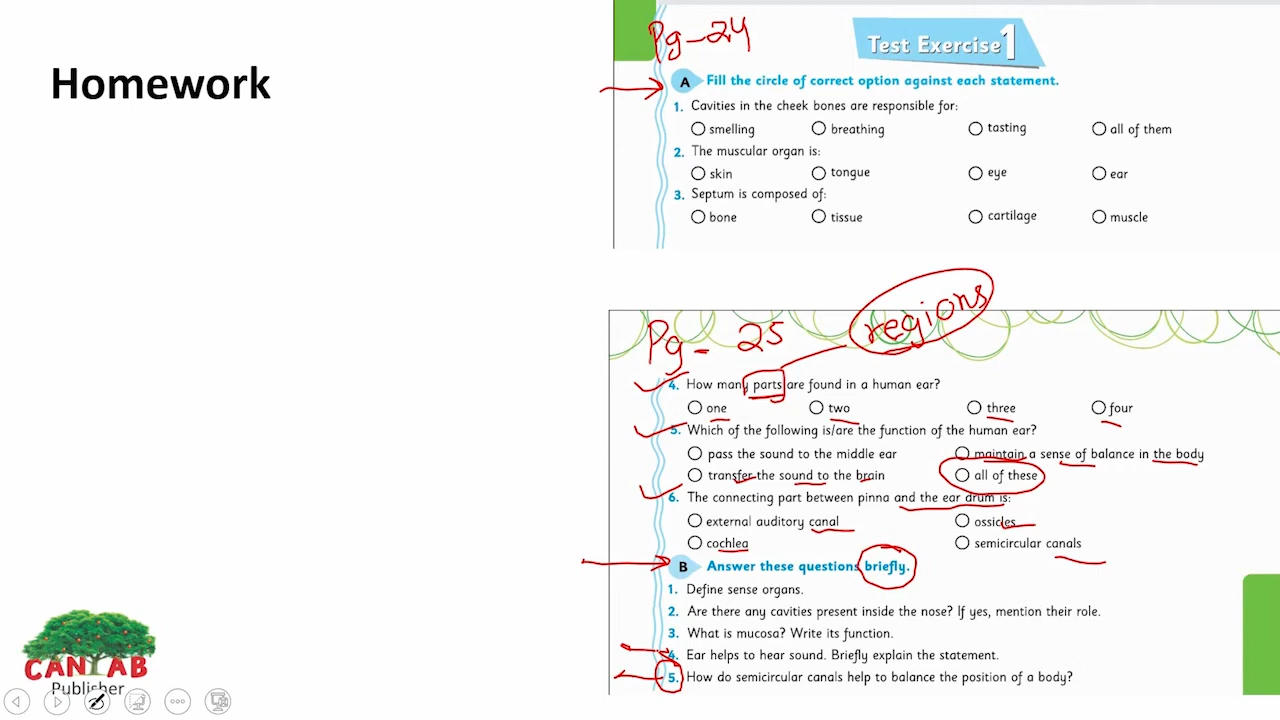 Homework
Pg-24
Test Exercise 1
A Fill the circle of correct option against each statement.
1. Cavities in the cheek bones are responsible for:
smelling breathing tasting all of them
2. The muscular organ is:
skin tongue eye ear
3. Septum is composed of:
bone tissue cartilage muscle
regions
Pg- 25
4. How many parts are found in a human ear?
one two three four
5. Which of the following is/are the function of the human ear?
pass the sound to the middle ear maintain a sense of balance in the body
transfer the sound to the brain all of these
6. The connecting part between pinna and the ear drum is:
external auditory canal ossicles
cochlea semicircular canals
B Answer these questions briefly.
1. Define sense organs.
2. Are there any cavities present inside the nose? If yes, mention their role.
3. What is mucosa? Write its function.
4. Ear helps to hear sound. Briefly explain the statement.
5. How do semicircular canals help to balance the position of a body?
CANTAB
Publisher